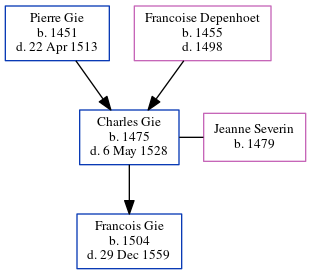 Pierre Gie
b. 1451
d. 22 Apr 1513
Francoise Depenhoet
b. 1455
d. 1498
Charles Gie
b. 1475
d. 6 May 1528
Jeanne Severin
b. 1479
Francois Gie
b. 1504
d. 29 Dec 1559